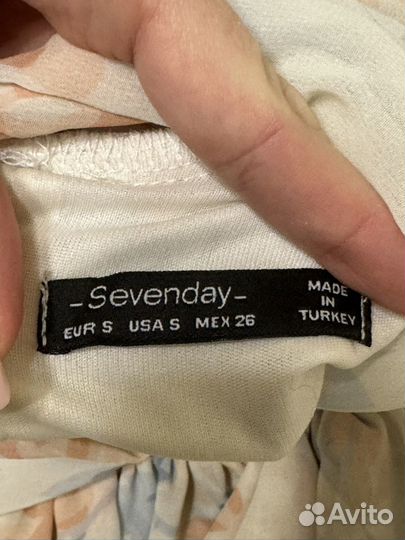 -Sevenday-
EUR S USA S MEX 26
MADE
IN
TURKEY
Avito